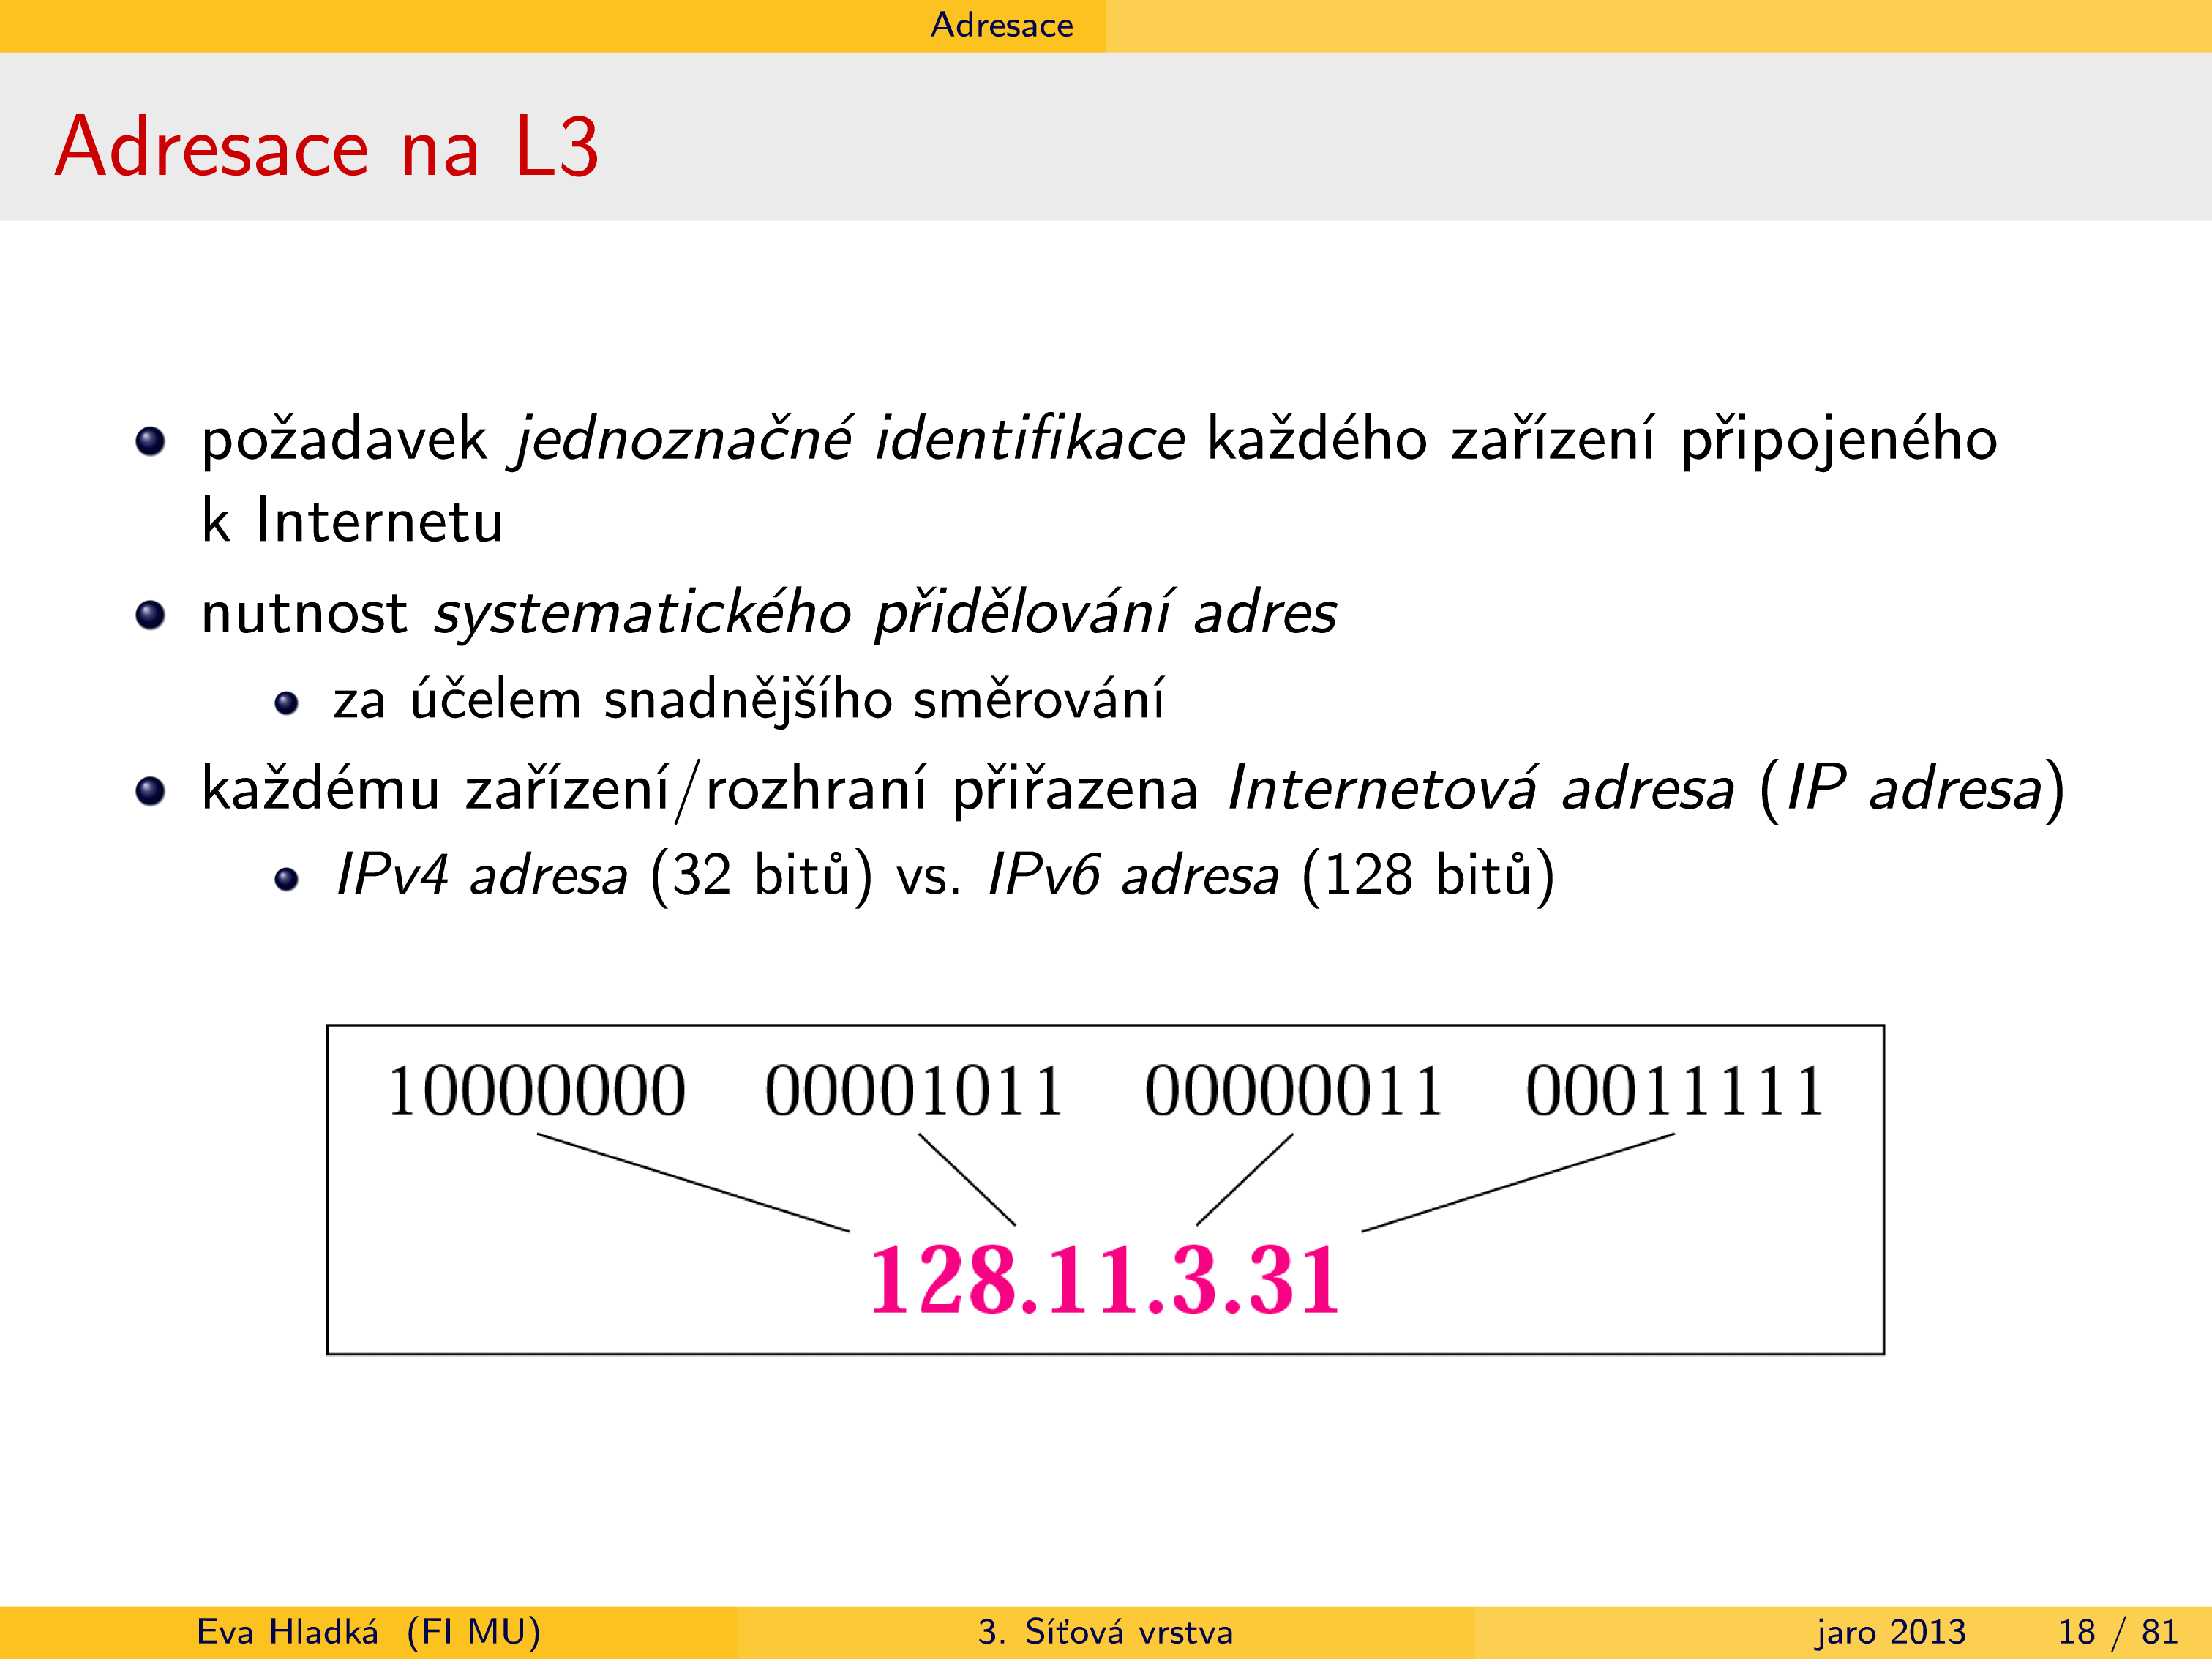 Adresace
Adresace na L3
požadavek jednoznačné identifikace každého zařízení připojeného
k Internetu
nutnost systematického přidělování adres
za účelem snadnějšího směrování
každému zařízení/rozhraní přiřazena Internetová adresa (IP adresa)
IPv4 adresa (32 bitů) vs. IPv6 adresa (128 bitů)
10000000 00001011 00000011 00011111
128.11.3.31
Eva Hladká (FI MU) 3. Síťová vrstva jaro 2013 18 / 81